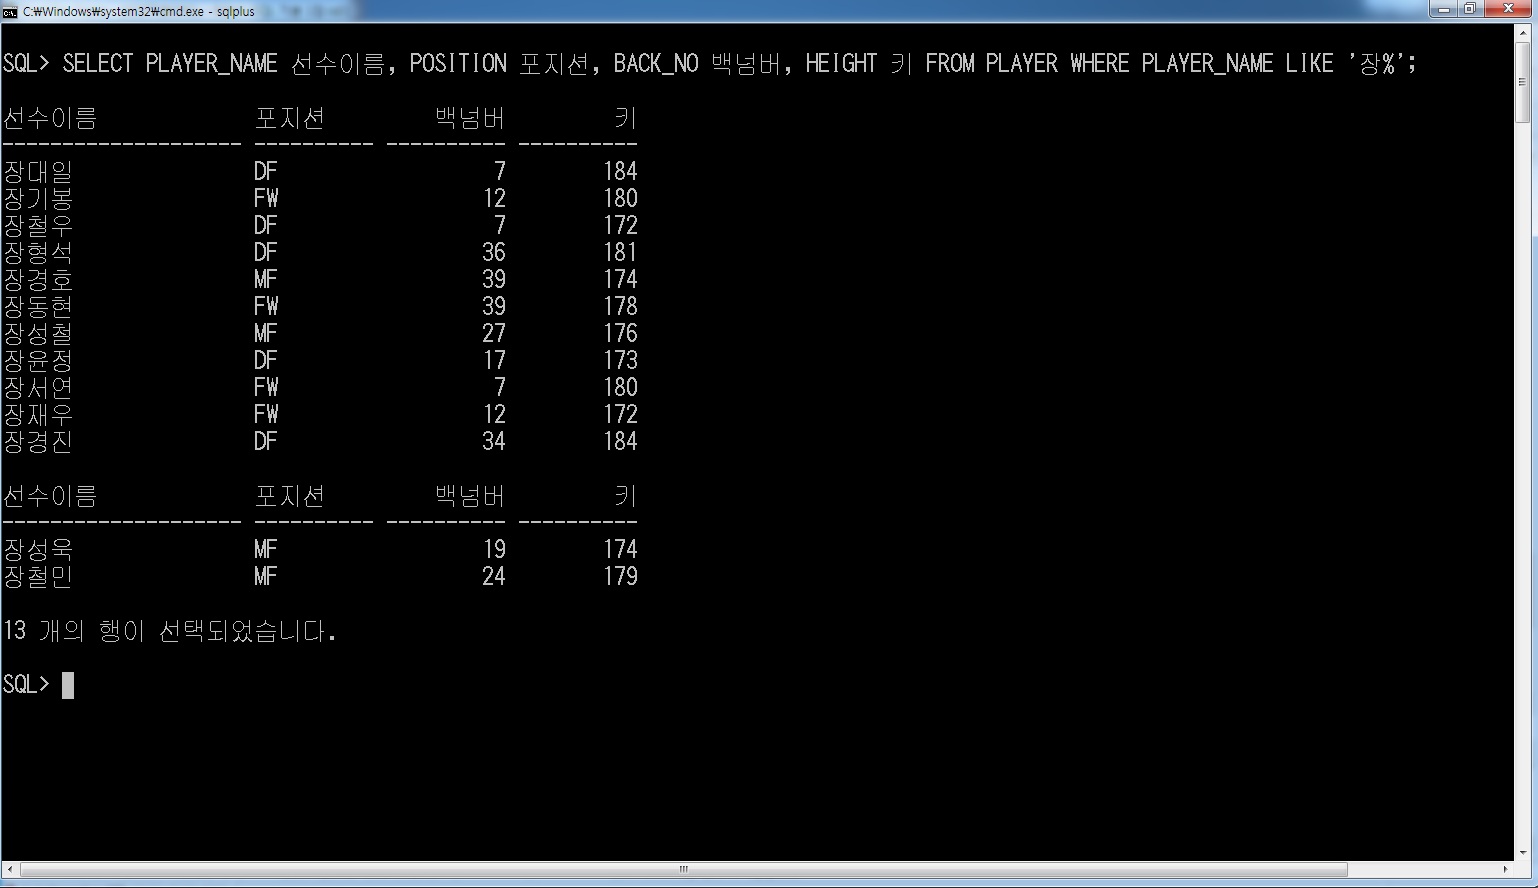 C:\Windows\system32\cmd.exe - sqlplus
SQL> SELECT PLAYER_NAME 선수이름, POSITION 포지션, BACK_NO 백넘버, HEIGHT 키 FROM PLAYER WHERE PLAYER_NAME LIKE '장%';
선수이름 포지션 백넘버 키
-------------------- ---------- ---------- ----------
장대일 DF 7 184
장기봉 FW 12 180
장철우 DF 7 172
장형석 DF 36 181
장경호 MF 39 174
장동현 FW 39 178
장성철 MF 27 176
장윤정 DF 17 173
장서연 FW 7 180
장재우 FW 12 172
장경진 DF 34 184
선수이름 포지션 백넘버 키
-------------------- ---------- ---------- ----------
장성욱 MF 19 174
장철민 MF 24 179
13 개의 행이 선택되었습니다.
SQL>